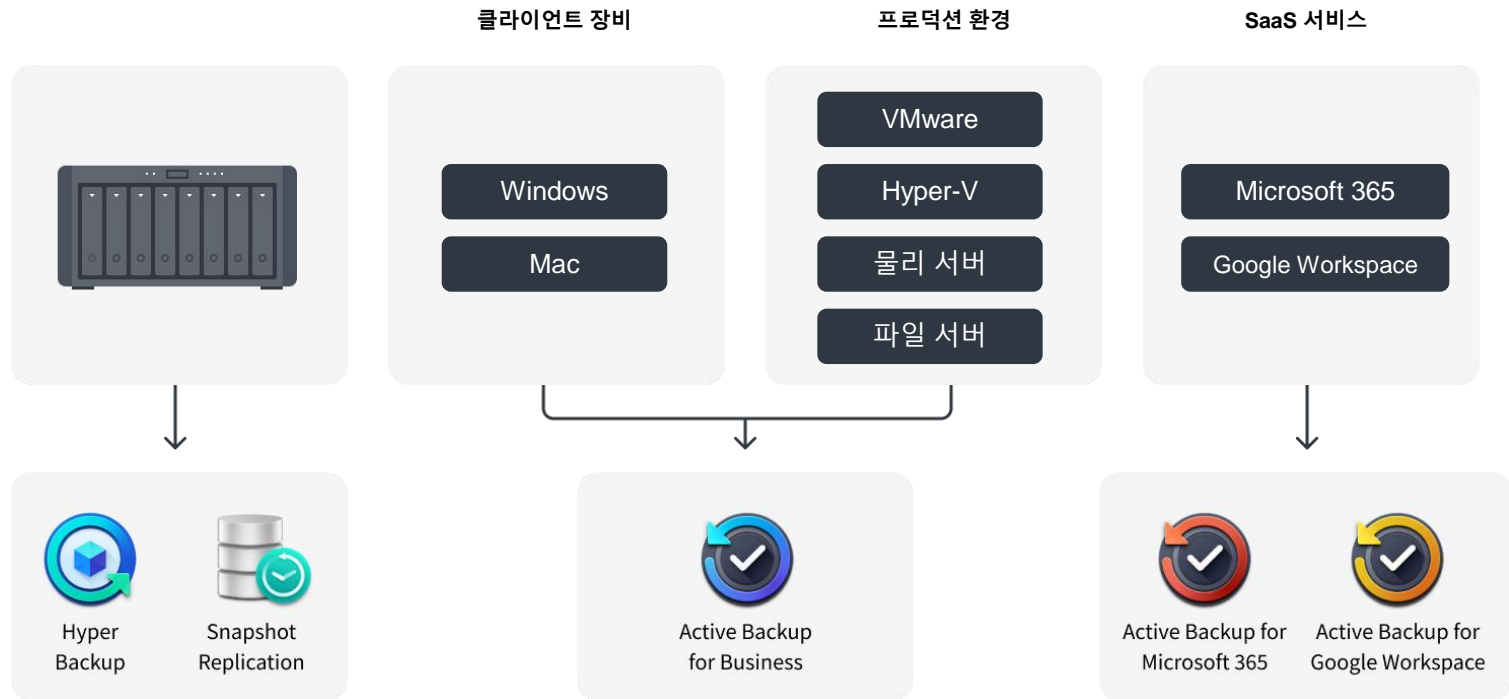 클라이언트 장비
프로덕션 환경
SaaS 서비스
Windows
Mac
VMware
Hyper-V
물리 서버
파일 서버
Microsoft 365
Google Workspace
Hyper
Backup
Snapshot
Replication
Active Backup
for Business
Active Backup for
Microsoft 365
Active Backup for
Google Workspace